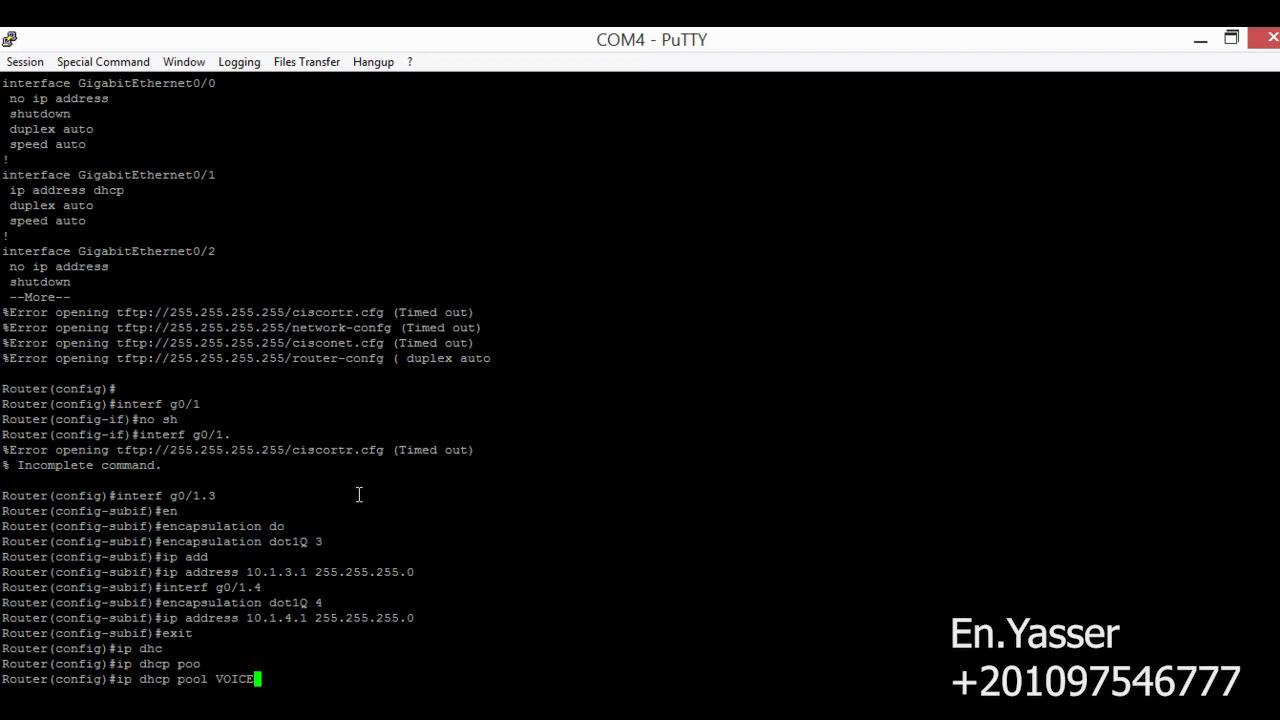 COM4 - PuTTY
Session Special Command Window Logging Files Transfer Hangup ?
interface GigabitEthernet0/0
no ip address
shutdown
duplex auto
speed auto
!
interface GigabitEthernet0/1
ip address dhcp
duplex auto
speed auto
!
interface GigabitEthernet0/2
no ip address
shutdown
--More--
%Error opening tftp://255.255.255.255/ciscortr.cfg (Timed out)
%Error opening tftp://255.255.255.255/network-confg (Timed out)
%Error opening tftp://255.255.255.255/cisconet.cfg (Timed out)
%Error opening tftp://255.255.255.255/router-confg ( duplex auto
Router(config)#
Router(config)#interf g0/1
Router(config-if)#no sh
Router(config-if)#interf g0/1.
%Error opening tftp://255.255.255.255/ciscortr.cfg (Timed out)
% Incomplete command.
Router(config)#interf g0/1.3
Router(config-subif)#en
Router(config-subif)#encapsulation do
Router(config-subif)#encapsulation dot1Q 3
Router(config-subif)#ip add
Router(config-subif)#ip address 10.1.3.1 255.255.255.0
Router(config-subif)#interf g0/1.4
Router(config-subif)#encapsulation dot1Q 4
Router(config-subif)#ip address 10.1.4.1 255.255.255.0
Router(config-subif)#exit
Router(config)#ip dhc
Router(config)#ip dhcp poo
Router(config)#ip dhcp pool VOICE
En.Yasser
+201097546777